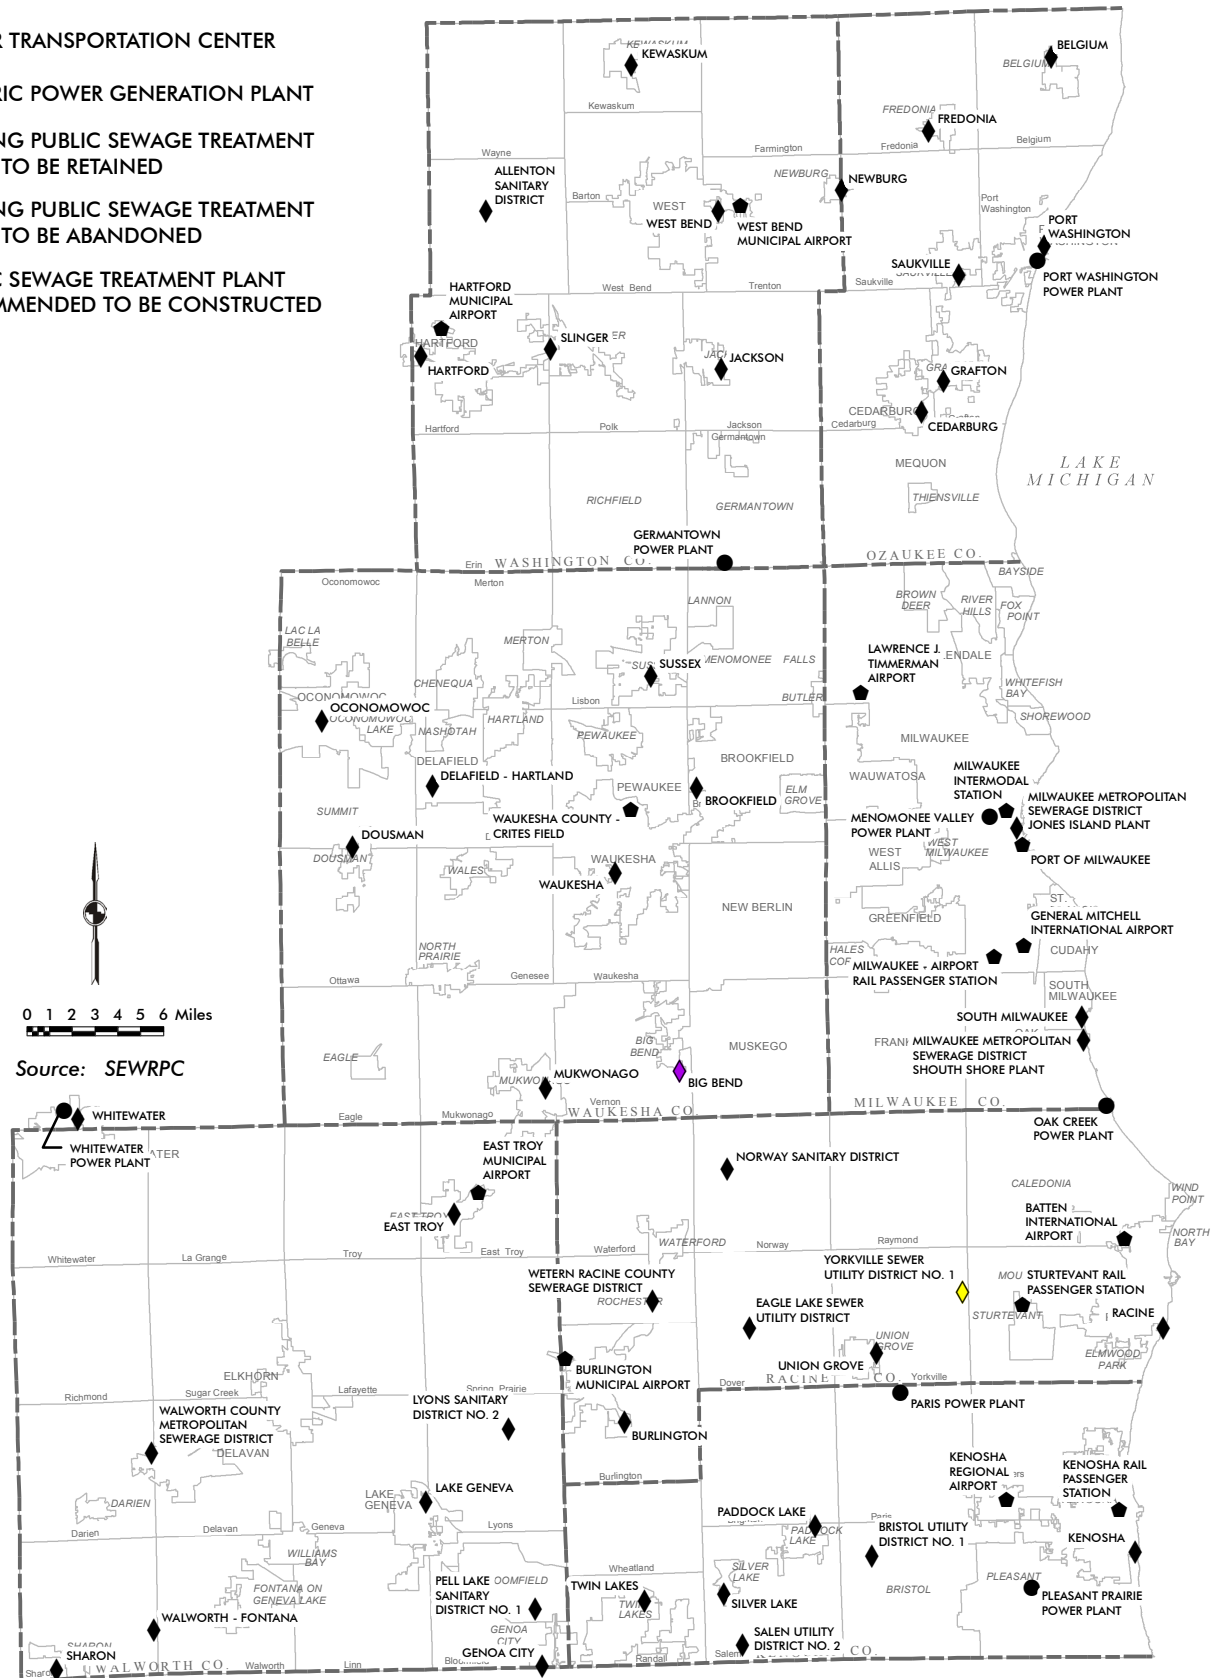 R TRANSPORTATION CENTER
RIC POWER GENERATION PLANT
NG PUBLIC SEWAGE TREATMENT
TO BE RETAINED
NG PUBLIC SEWAGE TREATMENT
TO BE ABANDONED
C SEWAGE TREATMENT PLANT
MMENDED TO BE CONSTRUCTED
KEWASKUM
KEWASKUM
Kewaskum
BELGIUM
BELGIUM
FREDONIA
FREDONIA
Wayne
Farmington
Fredonia
Belgium
ALLENTON
SANITARY
DISTRICT
Barton
NEWBURG
NEWBURG
WEST
WEST BEND
WEST BEND
MUNICIPAL AIRPORT
Port
Washington
PORT
WASHINGTON
PORT WASHINGTON
POWER PLANT
SAUKVILLE
SAUKVILLE
Saukville
West Bend
Trenton
HARTFORD
MUNICIPAL
AIRPORT
HARTFORD
HARTFORD
SLINGER
ER
JACKSON
GRAFTON
CEDARBURG
CEDARBURG
Grafton
Hartford
Polk
Jackson
Germantown
Cedarburg
MEQUON
THIENSVILLE
LAKE
MICHIGAN
RICHFIELD
GERMANTOWN
GERMANTOWN
POWER PLANT
Erin
WASHINGTON CO.
OZAUKEE CO.
Oconomowoc
Merton
BAYSIDE
LANNON
BROWN
DEER
RIVER
HILLS
FOX
POINT
LAC LA
BELLE
MERTON
SUSSEX
MENOMONEE FALLS
LAWRENCE J.
TIMMERMAN
AIRPORT
ENDALE
CHENEQUA
WHITEFISH
BAY
BUTLER
OCONOMOWOC
OCONOMOWOC
OCONOMOWOC
LAKE
NASHOTAH
HARTLAND
Lisbon
PEWAUKEE
SHOREWOOD
MILWAUKEE
DELAFIELD
DELAFIELD - HARTLAND
PEWAUKEE
BROOKFIELD
BROOKFIELD
ELM
GROVE
WAUWATOSA
MILWAUKEE
INTERMODAL
STATION
MILWAUKEE METROPOLITAN
SEWERAGE DISTRICT
JONES ISLAND PLANT
SUMMIT
WAUKESHA COUNTY -
CRITES FIELD
MENOMONEE VALLEY
POWER PLANT
WEST
MILWAUKEE
WEST
ALLIS
PORT OF MILWAUKEE
DOUSMAN
DOUSMAN
WALES
WAUKESHA
WAUKESHA
NEW BERLIN
ST.
GREENFIELD
GENERAL MITCHELL
INTERNATIONAL AIRPORT
CUDAHY
NORTH
PRAIRIE
HALES
MILWAUKEE - AIRPORT
RAIL PASSENGER STATION
Ottawa
Genesee
Waukesha
SOUTH
MILWAUKEE
SOUTH MILWAUKEE
0 1 2 3 4 5 6 Miles
Source: SEWRPC
EAGLE
BIG
BEND
MUSKEGO
FRAN
MILWAUKEE METROPOLITAN
SEWERAGE DISTRICT
SHOUTH SHORE PLANT
MUKWONAGO
BIG BEND
Vernon
Eagle
Mukwonago
WAUKESHA CO
MILWAUKEE CO.
OAK CREEK
POWER PLANT
WHITEWATER
WHITEWATER
POWER PLANT
ATER
EAST TROY
MUNICIPAL
AIRPORT
EAST TROY
EAST TROY
NORWAY SANITARY DISTRICT
CALEDONIA
WIND
POINT
BATTEN
INTERNATIONAL
AIRPORT
NORTH
BAY
Whitewater
La Grange
Troy
East Troy
Waterford
WATERFORD
Norway
Raymond
WETERN RACINE COUNTY
SEWERAGE DISTRICT
ROCHESTER
YORKVILLE SEWER
UTILITY DISTRICT NO. 1
MOU
STURTEVANT RAIL
PASSENGER STATION
STURTEVANT
RACINE
EAGLE LAKE SEWER
UTILITY DISTRICT
UNION
GROVE
UNION GROVE
ELMWOOD
PARK
BURLINGTON
MUNICIPAL AIRPORT
Dover
RACINE CO.
Yorkville
PARIS POWER PLANT
ELKHORN
Richmond
Sugar Creek
Lafayette
Spring Prairie
WALWORTH COUNTY
METROPOLITAN
SEWERAGE DISTRICT
DELAVAN
LYONS SANITARY
DISTRICT NO. 2
BURLINGTON
Burlington
KENOSHA
REGIONAL
AIRPORT
ers
KENOSHA RAIL
PASSENGER
STATION
DARIEN
LAKE
GENEVA
LAKE GENEVA
PADDOCK LAKE
PADDOCK
LAKE
Paris
BRISTOL UTILITY
DISTRICT NO. 1
KENOSHA
Darien
Delavan
Geneva
Lyons
WILLIAMS
BAY
Wheatland
SILVER
LAKE
SILVER LAKE
BRISTOL
PLEASANT
PLEASANT PRAIRIE
POWER PLANT
FONTANA ON
GENEVA LAKE
PELL LAKE
SANITARY
DISTRICT NO. 1
OOMFIELD
TWIN LAKES
TWIN
LAKES
WALWORTH - FONTANA
GENOA
CITY
GENOA CITY
SALEN UTILITY
DISTRICT NO. 2
SHARON
SHARON
Sharon
WALWORTH CO.
Walworth
Linn
Bloomfield
Randall
Salem
KENOSHA CO.